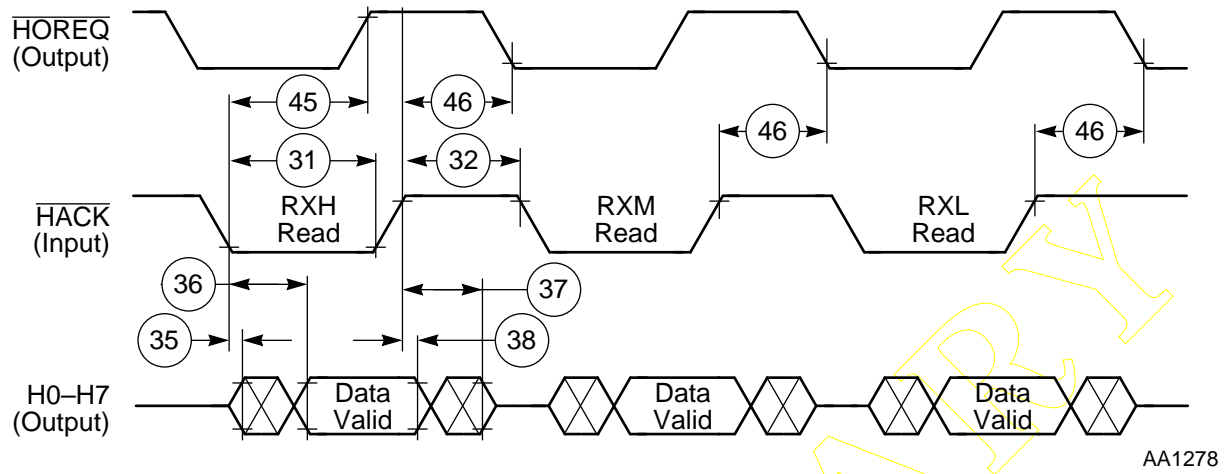 HOREQ
(Output)
45
46
46
46
31
32
HACK
(Input)
RXH
Read
RXM
Read
RXL
Read
36
37
35
38
H0–H7
(Output)
Data
Valid
Data
Valid
Data
Valid
A
R
Y
AA1278